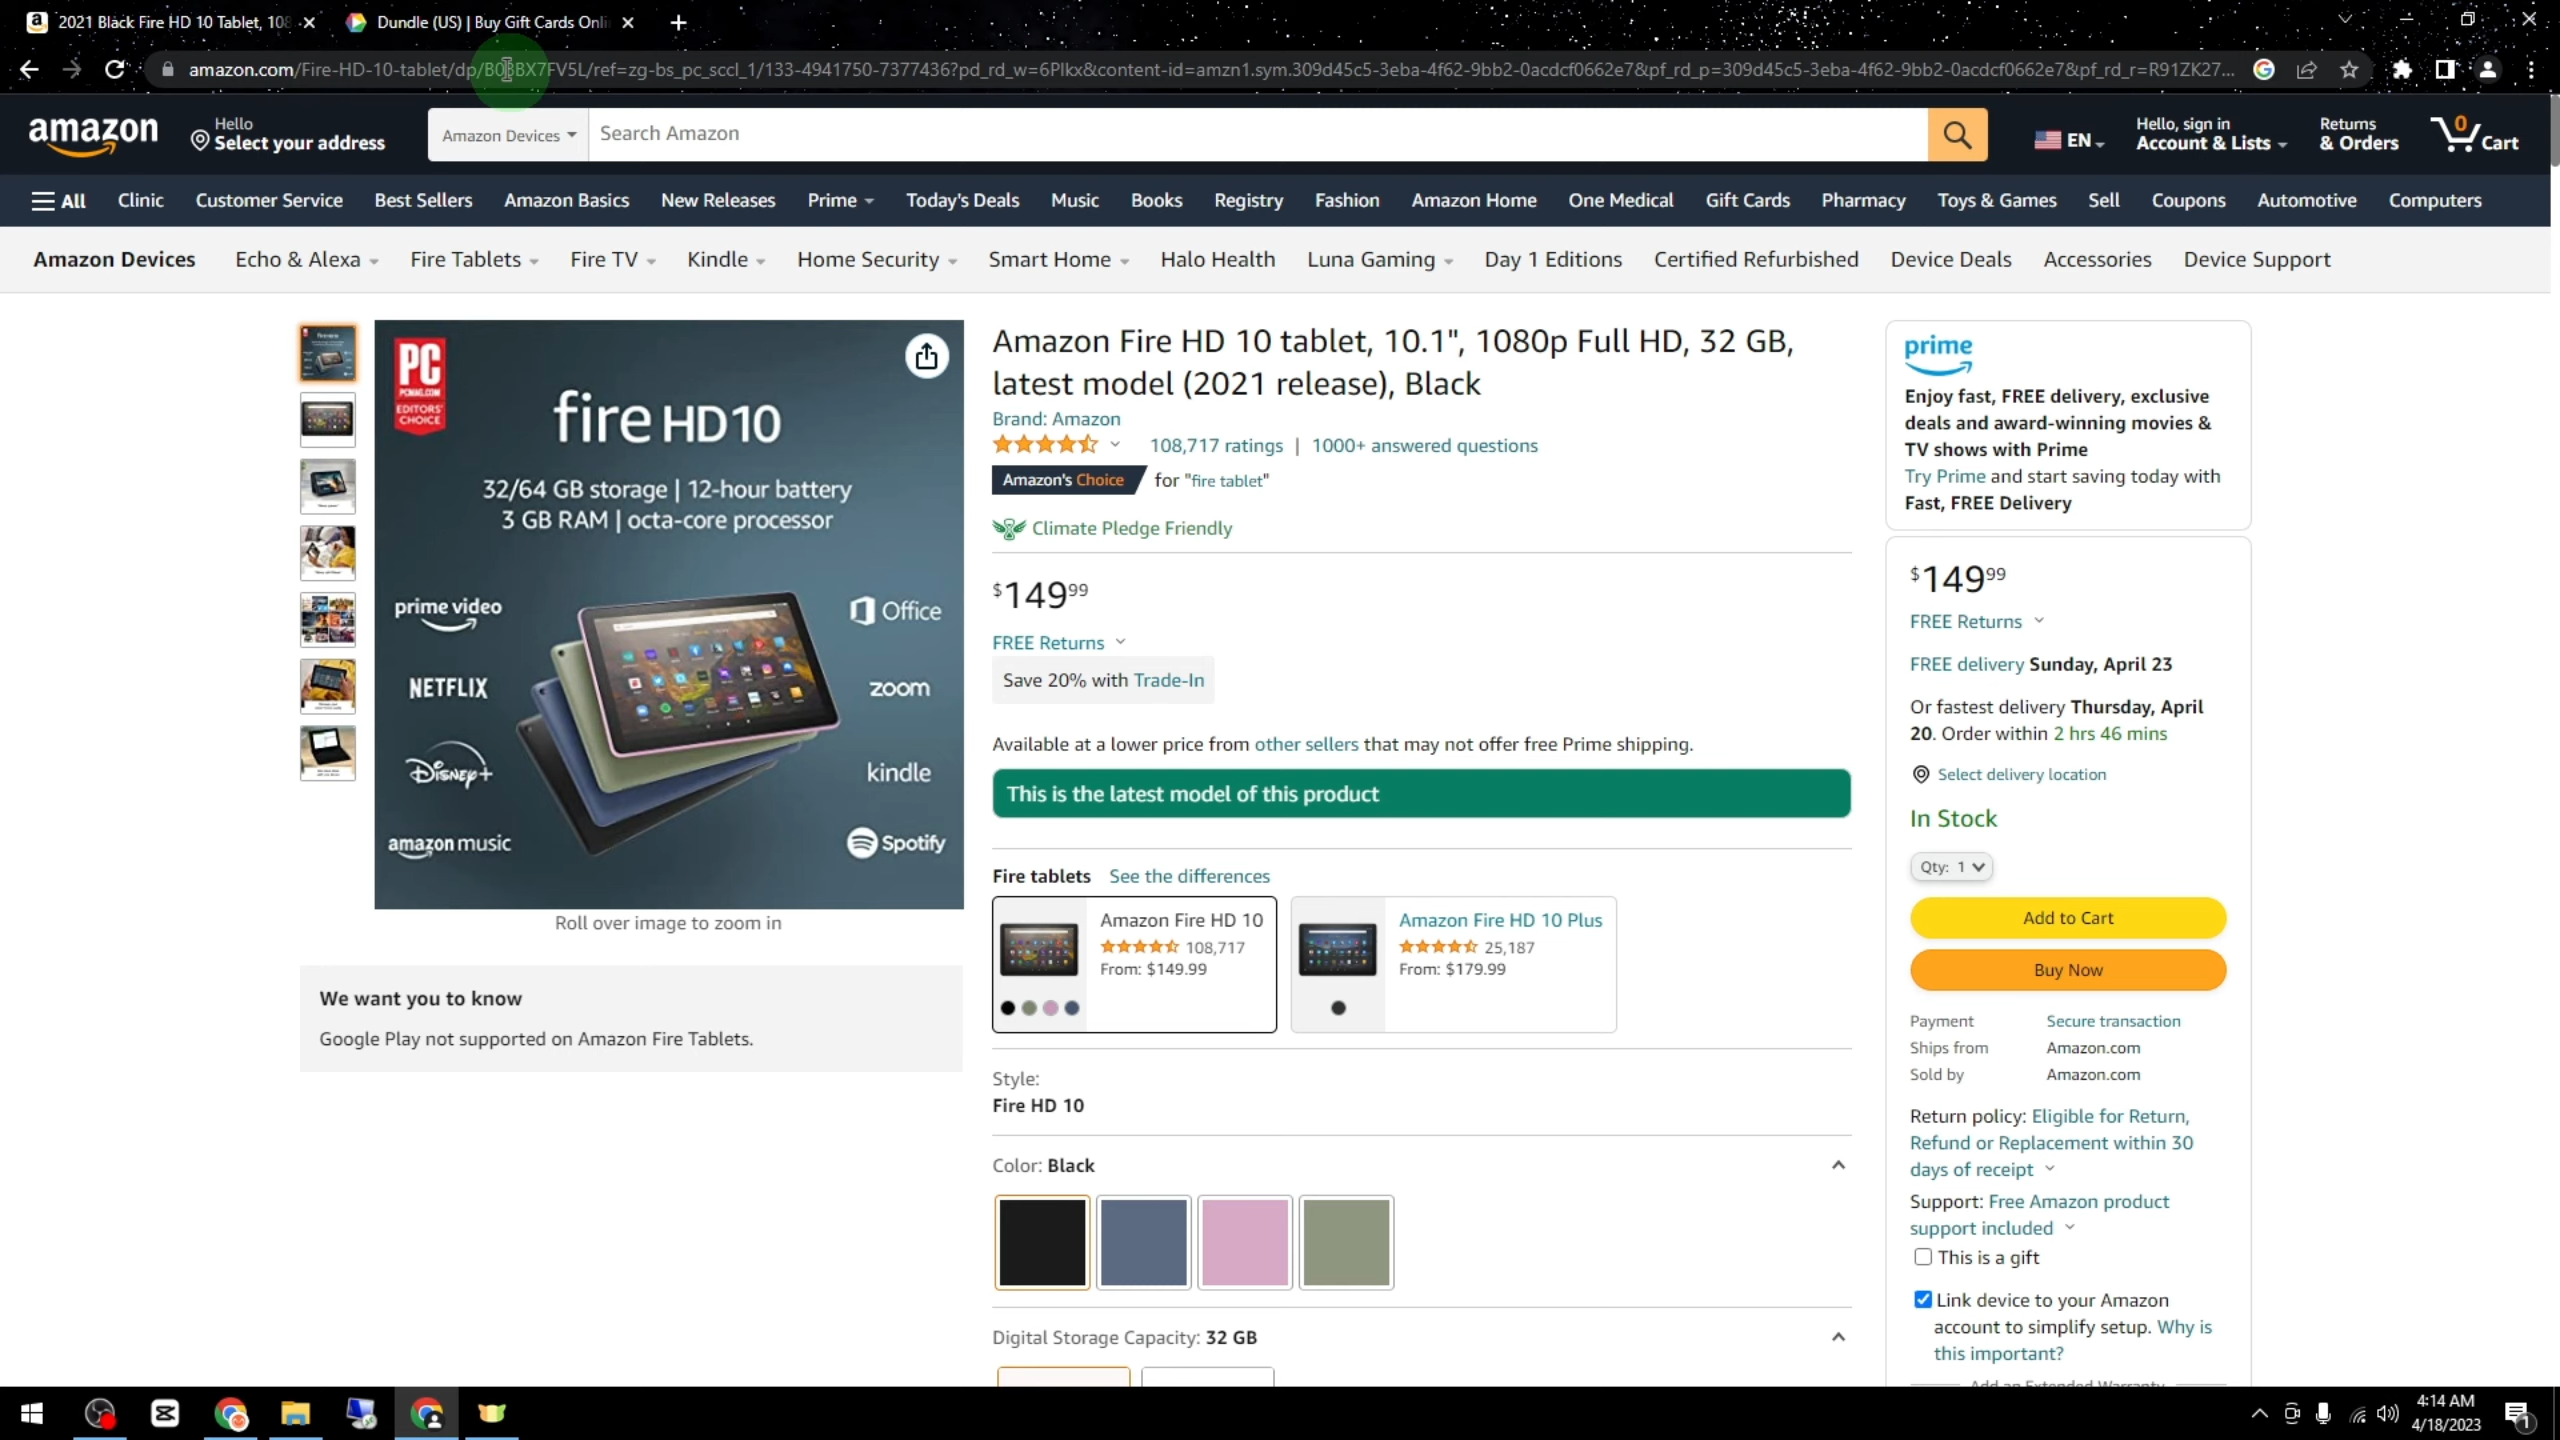 2021 Black Fire HD 10 Tablet, 108
Dundle (US) | Buy Gift Cards Onli
amazon.com/Fire-HD-10-tablet/dp/B08BX7FV5L/ref=zg-bs_pc_sccl_1/133-4941750-7377436?pd_rd_w=6Plkx&content-id=amzn1.sym.309d45c5-3eba-4f62-9bb2-0acdcf0662e7&pf_rd_p=309d45c5-3eba-4f62-9bb2-0acdcf0662e7&pf_rd_r=R91ZK27...
amazon
Hello
Select your address
Amazon Devices
Search Amazon
EN
Hello, sign in
Account & Lists
Returns
& Orders
0
Cart
All Clinic Customer Service Best Sellers Amazon Basics New Releases Prime Today's Deals Music Books Registry Fashion Amazon Home One Medical Gift Cards Pharmacy Toys & Games Sell Coupons Automotive Computers
Amazon Devices Echo & Alexa Fire Tablets Fire TV Kindle Home Security Smart Home Halo Health Luna Gaming Day 1 Editions Certified Refurbished Device Deals Accessories Device Support
PC
PCMAG.COM
EDITORS'
CHOICE
fire HD10
32/64 GB storage | 12-hour battery
3 GB RAM | octa-core processor
prime video
Office
NETFLIX
zoom
Disney+
kindle
amazon music
Spotify
Roll over image to zoom in
We want you to know
Google Play not supported on Amazon Fire Tablets.
Amazon Fire HD 10 tablet, 10.1", 1080p Full HD, 32 GB,
latest model (2021 release), Black
Brand: Amazon
108,717 ratings | 1000+ answered questions
Amazon's Choice for "fire tablet"
Climate Pledge Friendly
$149 99
FREE Returns
Save 20% with Trade-In
Available at a lower price from other sellers that may not offer free Prime shipping.
This is the latest model of this product
Fire tablets See the differences
Amazon Fire HD 10
108,717
From: $149.99
Amazon Fire HD 10 Plus
25,187
From: $179.99
Style:
Fire HD 10
Color: Black
Digital Storage Capacity: 32 GB
prime
Enjoy fast, FREE delivery, exclusive
deals and award-winning movies &
TV shows with Prime
Try Prime and start saving today with
Fast, FREE Delivery
$149 99
FREE Returns
FREE delivery Sunday, April 23
Or fastest delivery Thursday, April
20. Order within 2 hrs 46 mins
Select delivery location
In Stock
Qty: 1
Add to Cart
Buy Now
Payment Secure transaction
Ships from Amazon.com
Sold by Amazon.com
Return policy: Eligible for Return,
Refund or Replacement within 30
days of receipt
Support: Free Amazon product
support included
This is a gift
Link device to your Amazon
account to simplify setup. Why is
this important?
Add an Extended Warranty
4:14 AM
4/18/2023
1